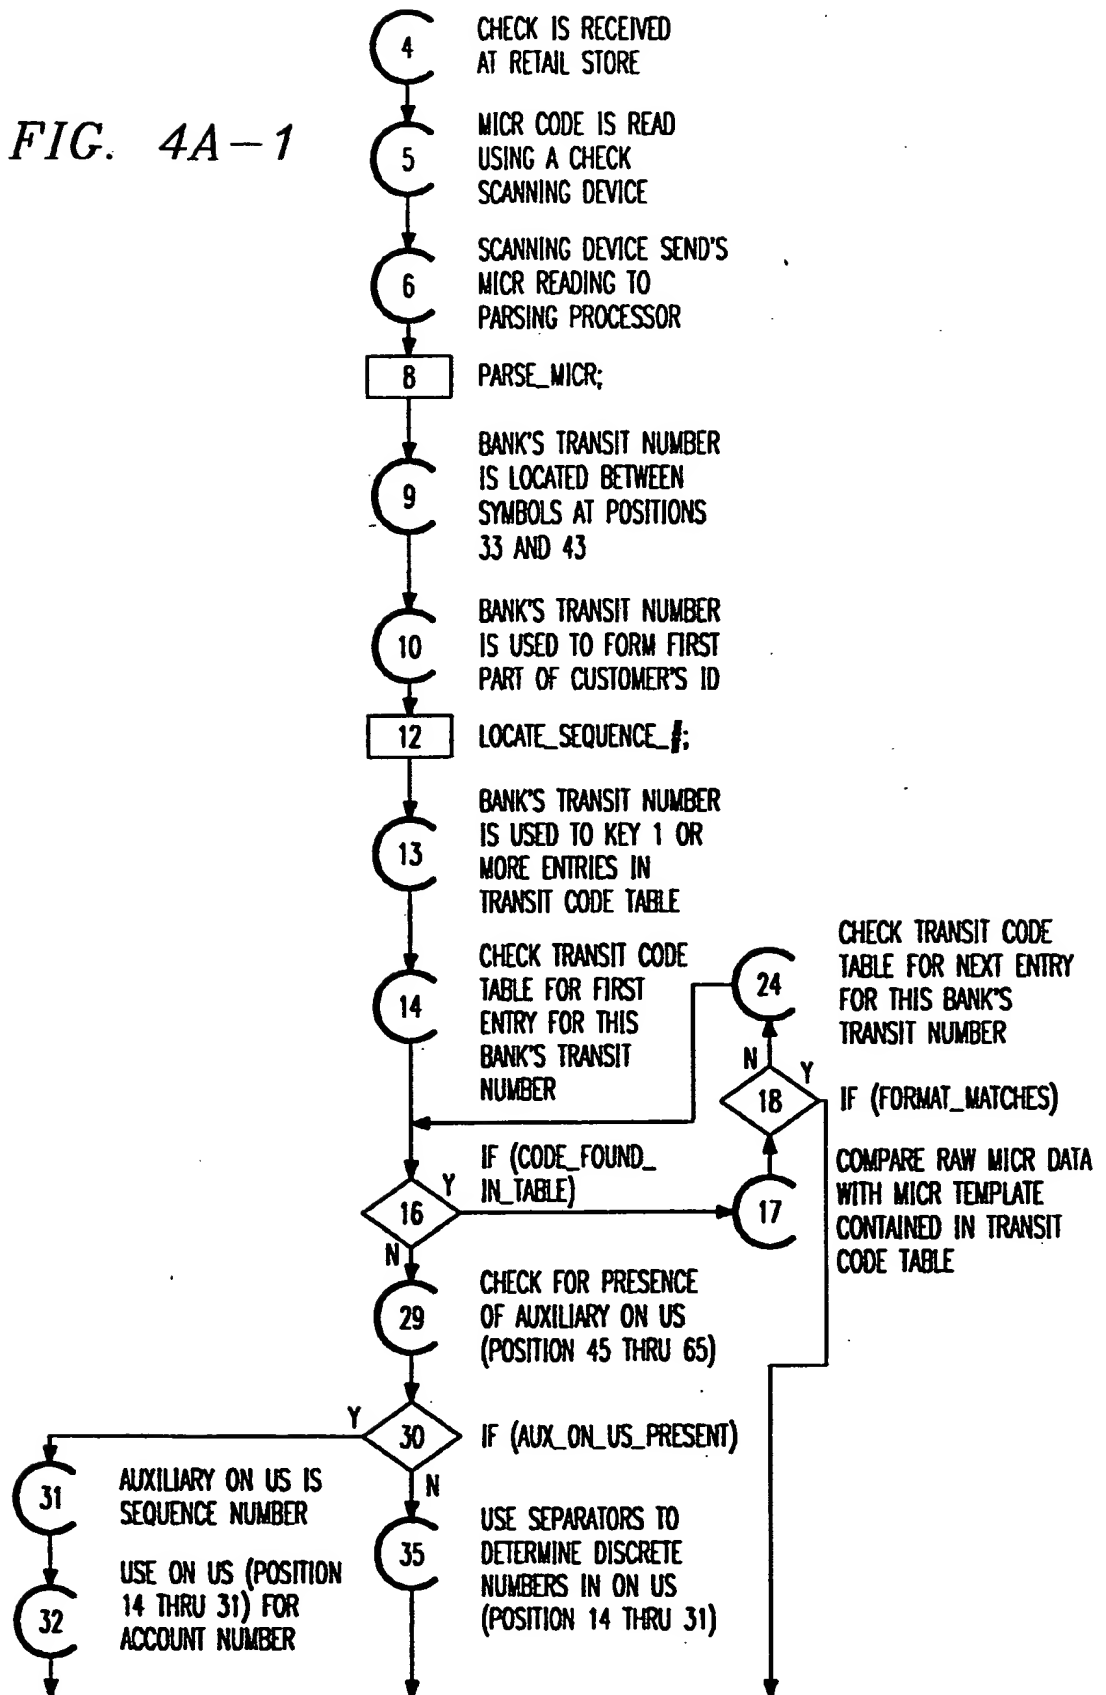 FIG. 4A-1
4
CHECK IS RECEIVED
AT RETAIL STORE
5
MICR CODE IS READ
USING A CHECK
SCANNING DEVICE
6
SCANNING DEVICE SEND'S
MICR READING TO
PARSING PROCESSOR
8
PARSE_MICR;
9
BANK'S TRANSIT NUMBER
IS LOCATED BETWEEN
SYMBOLS AT POSITIONS
33 AND 43
10
BANK'S TRANSIT NUMBER
IS USED TO FORM FIRST
PART OF CUSTOMER'S ID
12
LOCATE_SEQUENCE_#;
13
BANK'S TRANSIT NUMBER
IS USED TO KEY 1 OR
MORE ENTRIES IN
TRANSIT CODE TABLE
14
CHECK TRANSIT CODE
TABLE FOR FIRST
ENTRY FOR THIS
BANK'S TRANSIT
NUMBER
24
CHECK TRANSIT CODE
TABLE FOR NEXT ENTRY
FOR THIS BANK'S
TRANSIT NUMBER
N
Y
18
IF (FORMAT_MATCHES)
16
Y
IF (CODE_FOUND_
IN_TABLE)
17
COMPARE RAW MICR DATA
WITH MICR TEMPLATE
CONTAINED IN TRANSIT
CODE TABLE
N
29
CHECK FOR PRESENCE
OF AUXILIARY ON US
(POSITION 45 THRU 65)
Y
30
IF (AUX_ON_US_PRESENT)
N
31
AUXILIARY ON US IS
SEQUENCE NUMBER
32
USE ON US (POSITION
14 THRU 31) FOR
ACCOUNT NUMBER
35
USE SEPARATORS TO
DETERMINE DISCRETE
NUMBERS IN ON US
(POSITION 14 THRU 31)